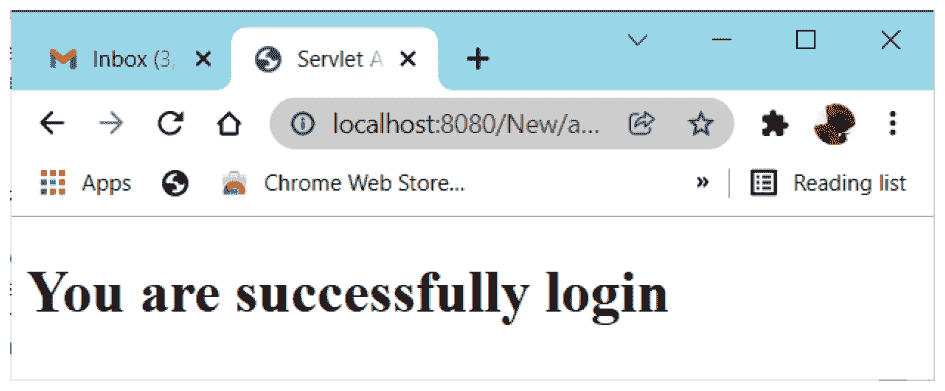 Inbox (3,
Servlet A
localhost:8080/New/a...
Apps
Chrome Web Store...
»
Reading list
You are successfully login